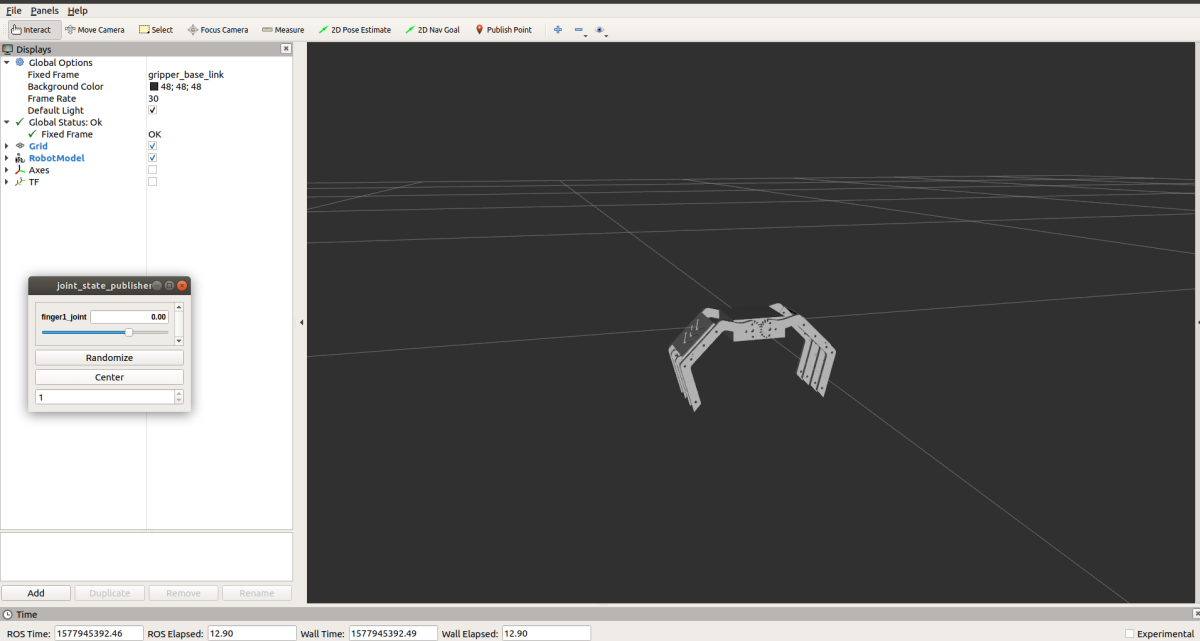 File Panels Help
Interact Move Camera Select Focus Camera Measure 2D Pose Estimate 2D Nav Goal Publish Point
Displays
Global Options
Fixed Frame gripper_base_link
Background Color 48; 48; 48
Frame Rate 30
Default Light
Global Status: Ok
Fixed Frame OK
Grid
RobotModel
Axes
TF
joint_state_publisher
finger1_joint 0.00
Randomize
Center
1
Add Duplicate Remove Rename
Time
ROS Time: 1577945392.46 ROS Elapsed: 12.90 Wall Time: 1577945392.49 Wall Elapsed: 12.90 Experimental